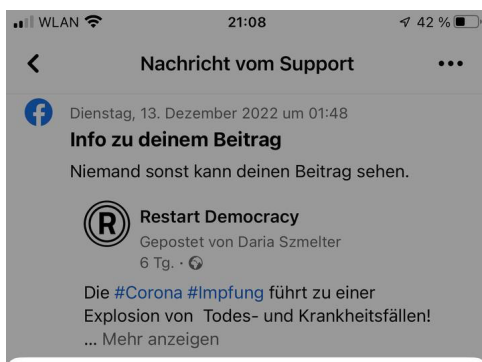 WLAN 21:08 42 %
Nachricht vom Support
Dienstag, 13. Dezember 2022 um 01:48
Info zu deinem Beitrag
Niemand sonst kann deinen Beitrag sehen.
R Restart Democracy
Gepostet von Daria Szmelter
6 Tg. ·
Die #Corona #Impfung führt zu einer
Explosion von Todes- und Krankheitsfällen!
... Mehr anzeigen